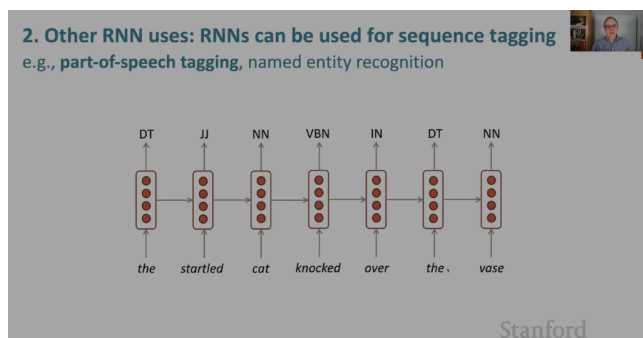 2. Other RNN uses: RNNs can be used for sequence tagging
e.g., part-of-speech tagging, named entity recognition
DT JJ NN VBN IN DT NN
the startled cat knocked over the vase
Stanford